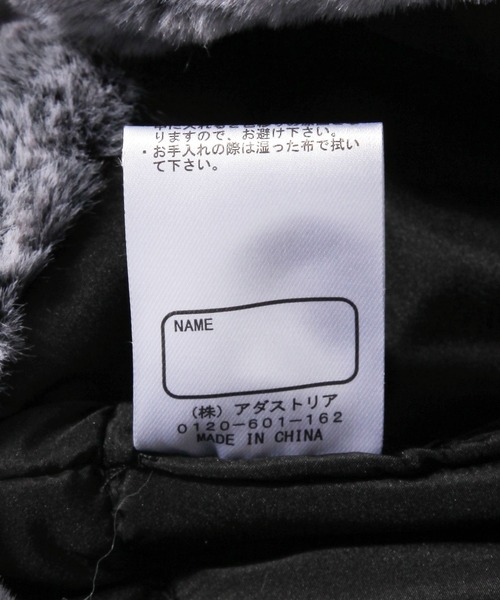 りますので、お避け下さい。
・お手入れの際は湿った布で拭い
て下さい。
NAME
(株) アダストリア
0120-601-162
MADE IN CHINA